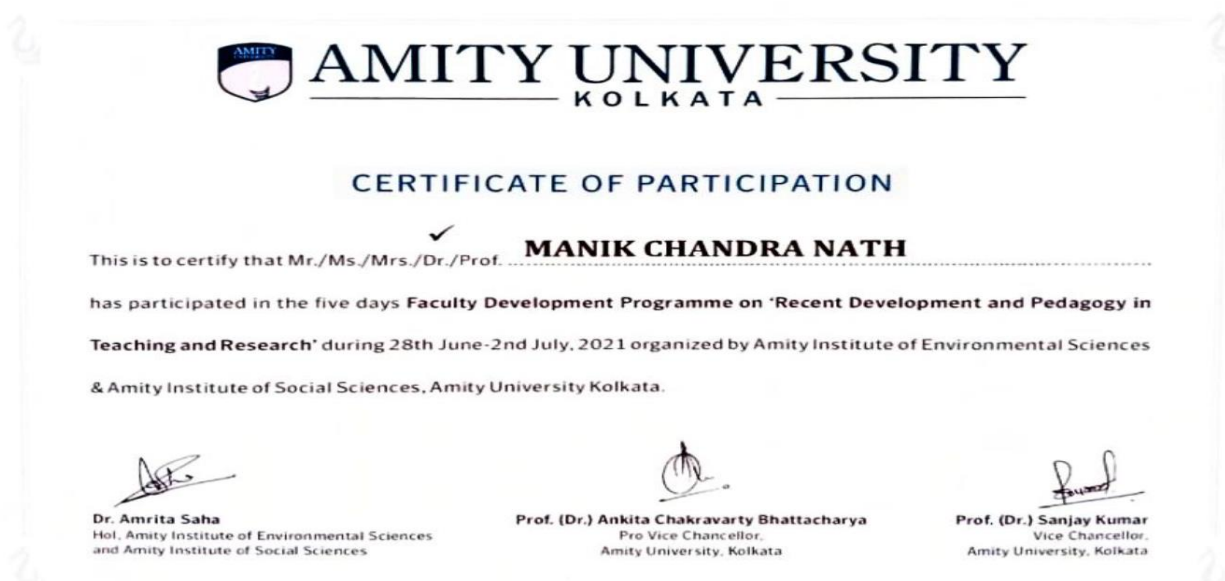 AMITY
AMITY UNIVERSITY
KOLKATA
CERTIFICATE OF PARTICIPATION
✓
This is to certify that Mr./Ms./Mrs./Dr./Prof. MANIK CHANDRA NATH
has participated in the five days Faculty Development Programme on 'Recent Development and Pedagogy in
Teaching and Research' during 28th June-2nd July, 2021 organized by Amity Institute of Environmental Sciences
& Amity Institute of Social Sciences, Amity University Kolkata.
Dr. Amrita Saha
HoI, Amity Institute of Environmental Sciences
and Amity Institute of Social Sciences
Prof. (Dr.) Ankita Chakravarty Bhattacharya
Pro Vice Chancellor,
Amity University, Kolkata
Prof. (Dr.) Sanjay Kumar
Vice Chancellor,
Amity University, Kolkata